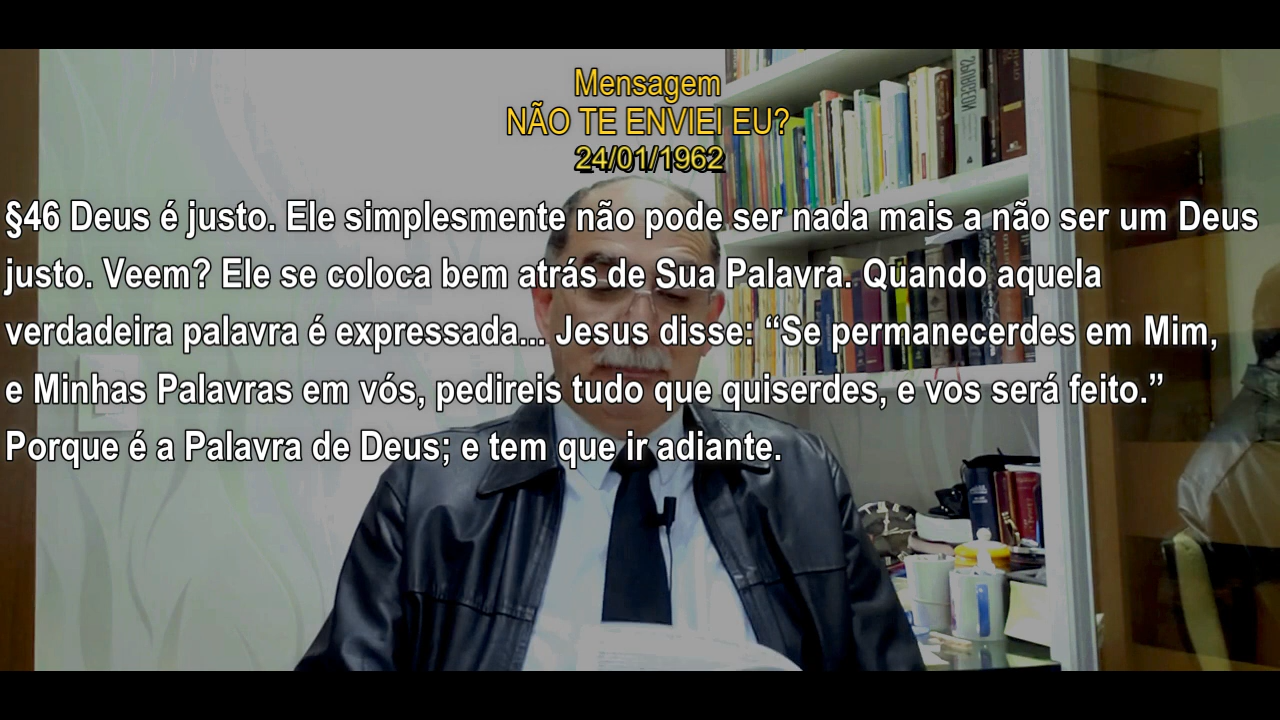 Mensagem
NÃO TE ENVIEI EU?
24/01/1962
§46 Deus é justo. Ele simplesmente não pode ser nada mais a não ser um Deus
justo. Veem? Ele se coloca bem atrás de Sua Palavra. Quando aquela
verdadeira palavra é expressada... Jesus disse: “Se permanecerdes em Mim,
e Minhas Palavras em vós, pedireis tudo que quiserdes, e vos será feito.”
Porque é a Palavra de Deus; e tem que ir adiante.
SPURGEON